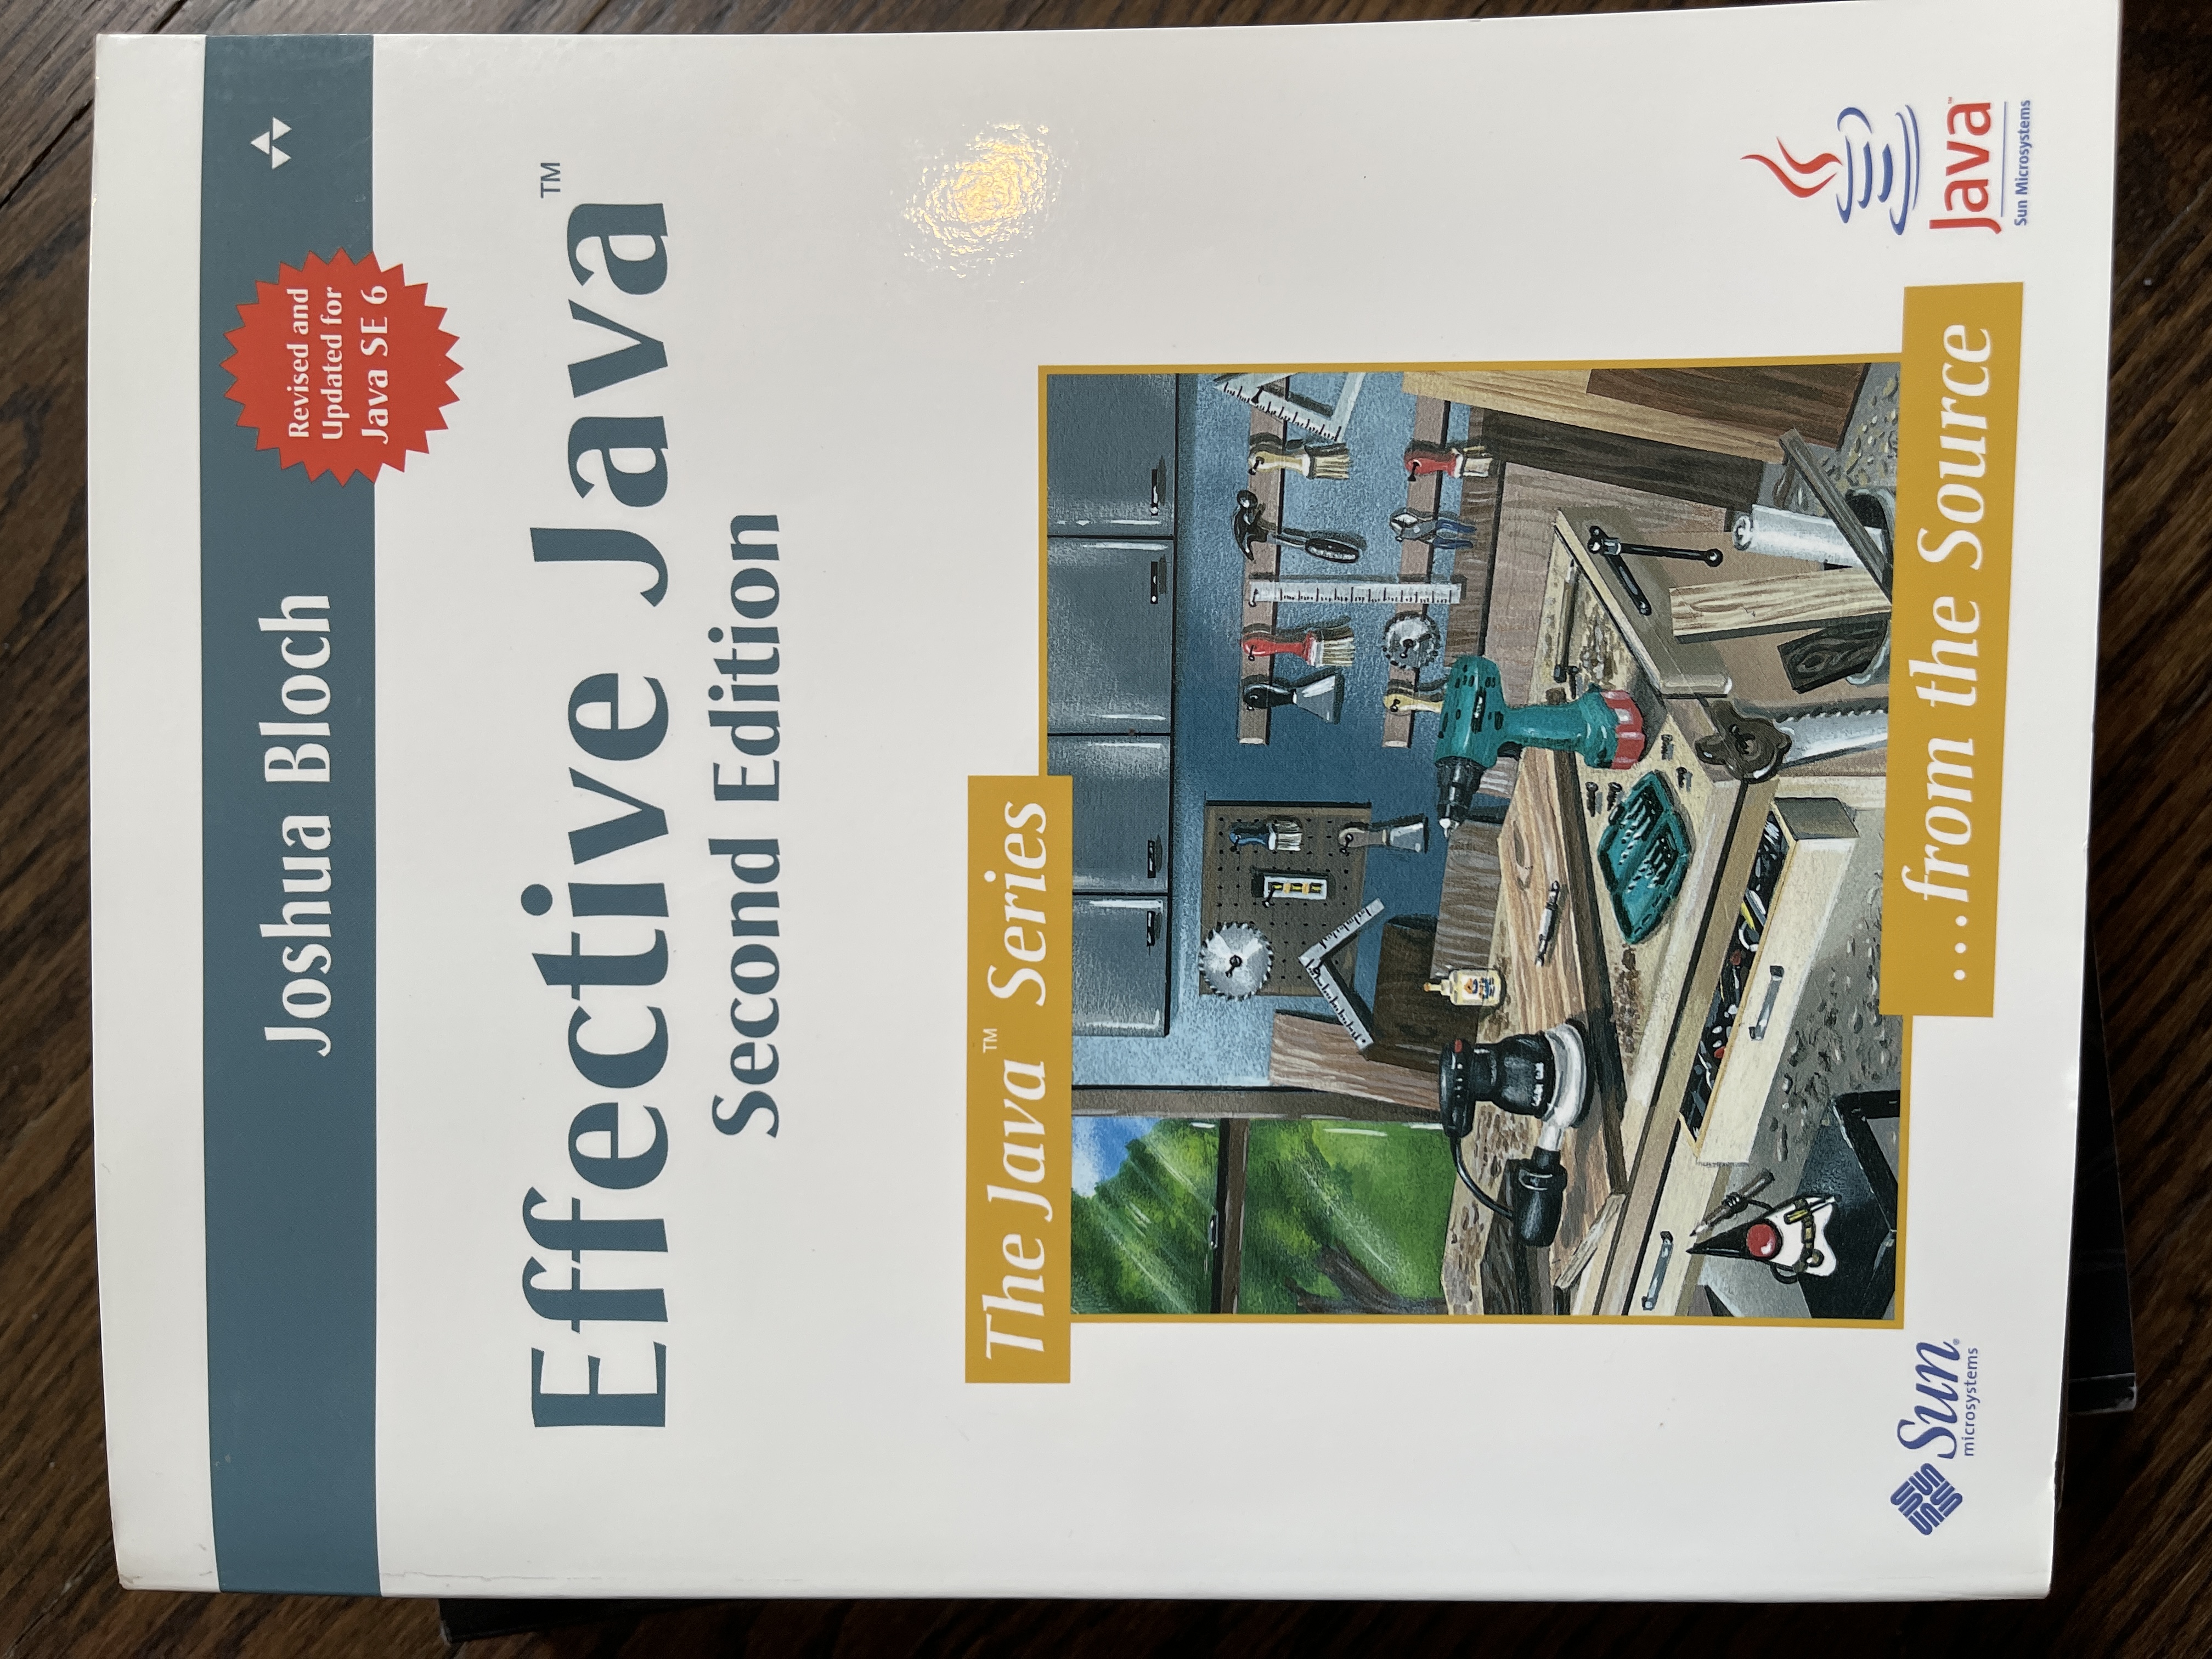 Joshua Bloch
Revised and
Updated for
Java SE 6
Effective Java™
Second Edition
The Java™ Series
...from the Source
Sun
microsystems
Java™
Sun Microsystems